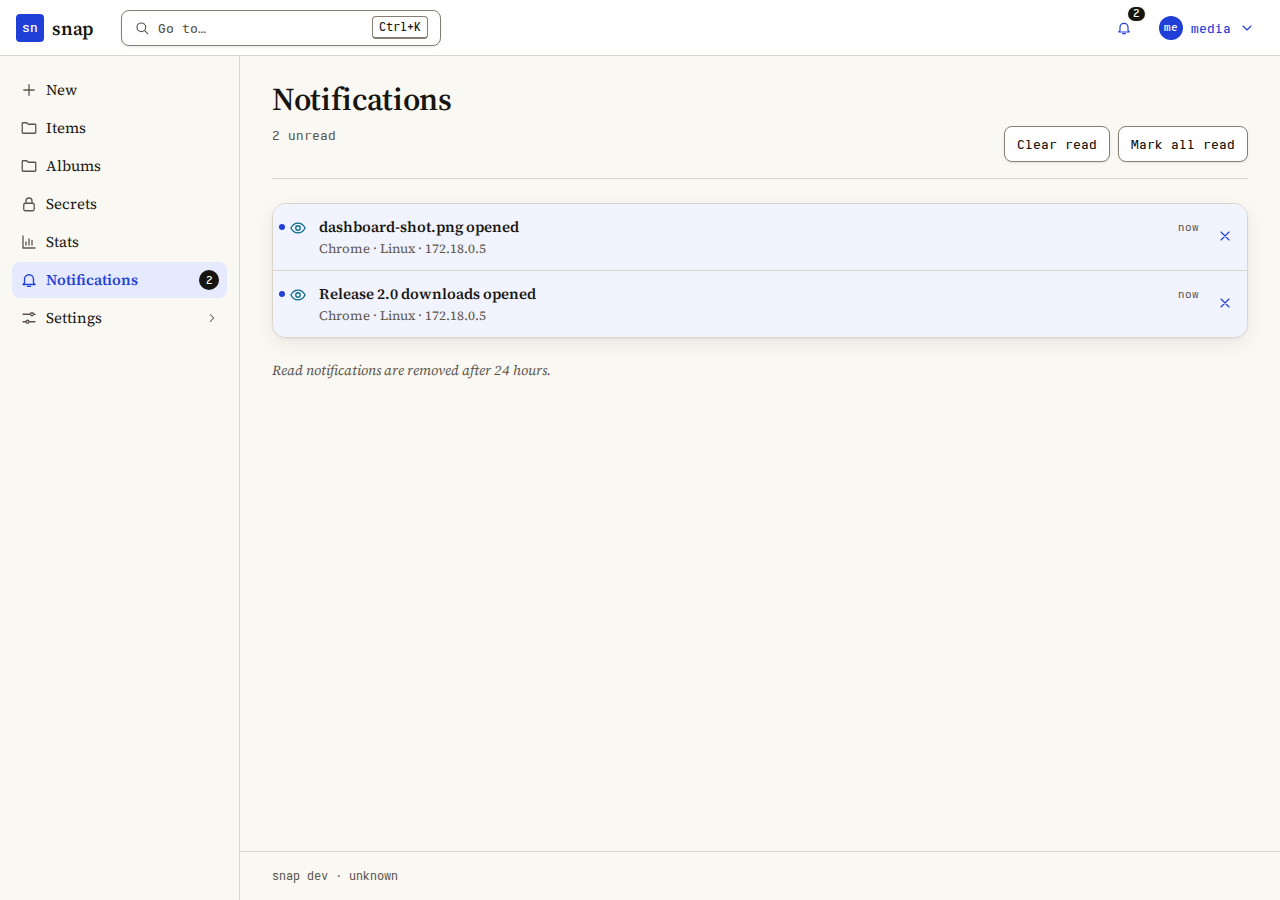 sn snap
Go to…
Ctrl+K
2
me media
New
Items
Albums
Secrets
Stats
Notifications 2
Settings
Notifications
2 unread
Clear read
Mark all read
dashboard-shot.png opened
now
Chrome · Linux · 172.18.0.5
Release 2.0 downloads opened
now
Chrome · Linux · 172.18.0.5
Read notifications are removed after 24 hours.
snap dev · unknown